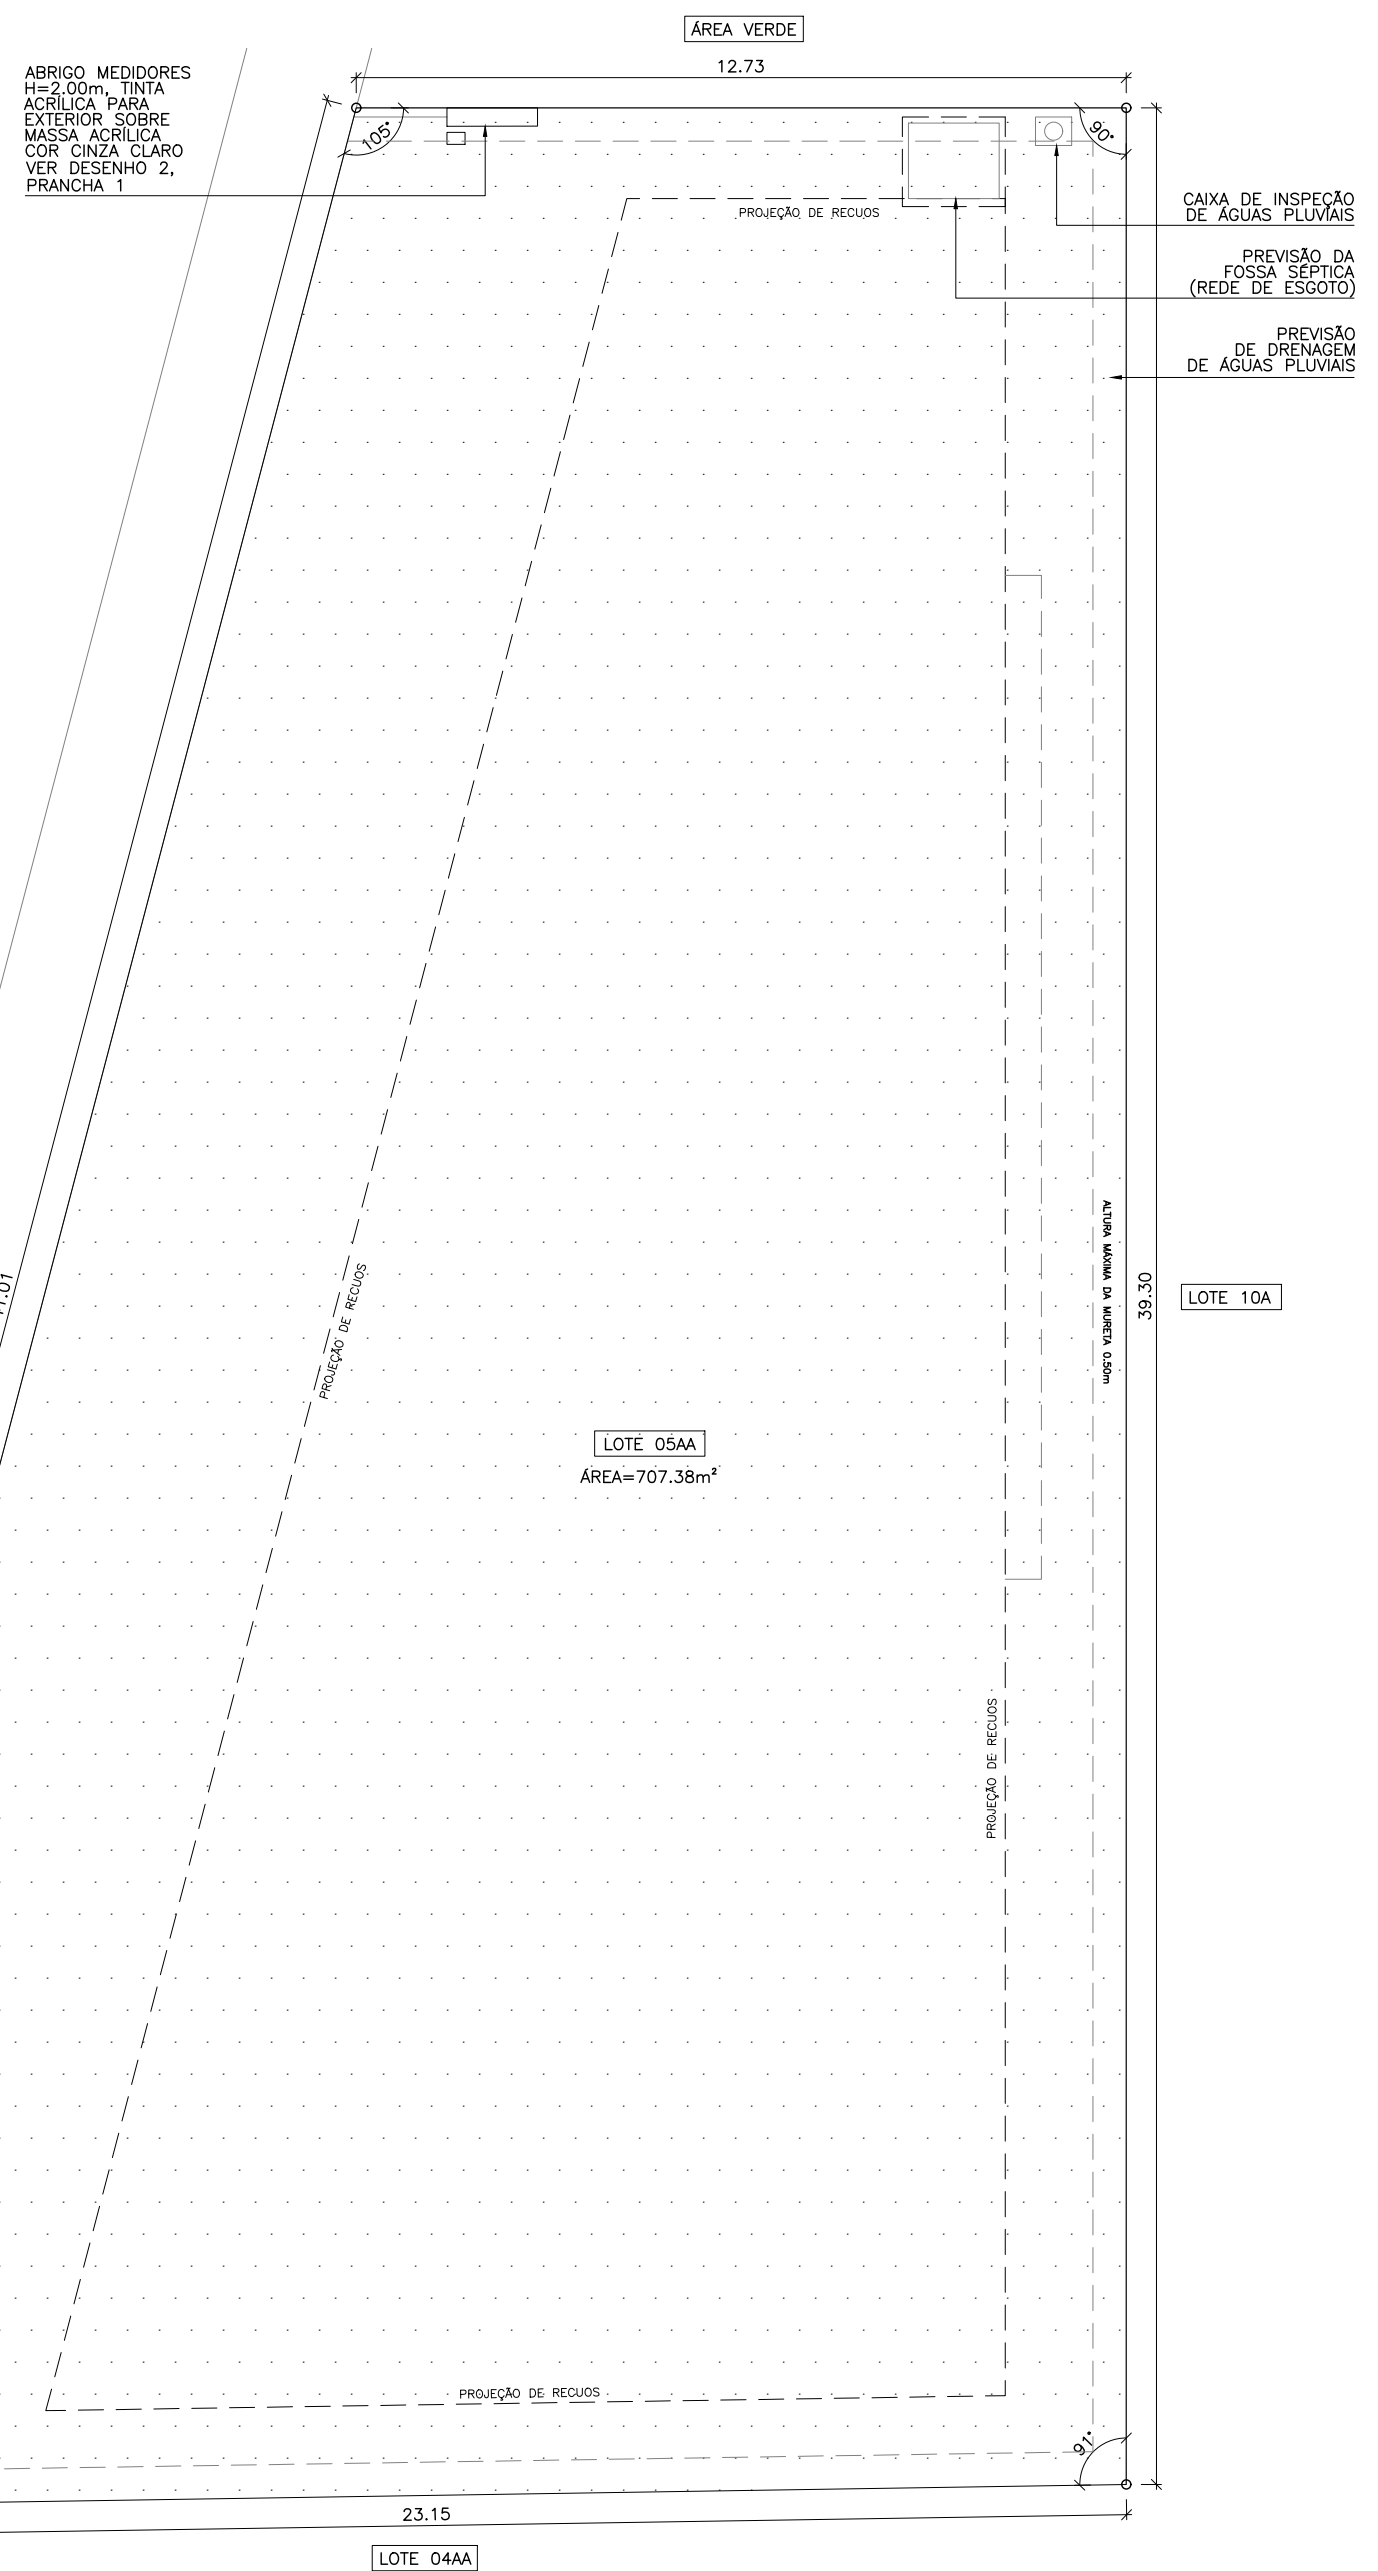 ÁREA VERDE
12.73
ABRIGO MEDIDORES
H=2.00m, TINTA
ACRÍLICA PARA
EXTERIOR SOBRE
MASSA ACRÍLICA
COR CINZA CLARO
VER DESENHO 2,
PRANCHA 1
105°
90°
CAIXA DE INSPEÇÃO
DE ÁGUAS PLUVIAIS
PROJEÇÃO DE RECUOS
PREVISÃO DA
FOSSA SÉPTICA
(REDE DE ESGOTO)
PREVISÃO
DE DRENAGEM
DE ÁGUAS PLUVIAIS
ALTURA MÁXIMA DA MURETA 0.50m
39.30
LOTE 10A
PROJEÇÃO DE RECUOS
LOTE 05AA
ÁREA=707.38m²
PROJEÇÃO DE RECUOS
PROJEÇÃO DE RECUOS
91°
23.15
LOTE 04AA